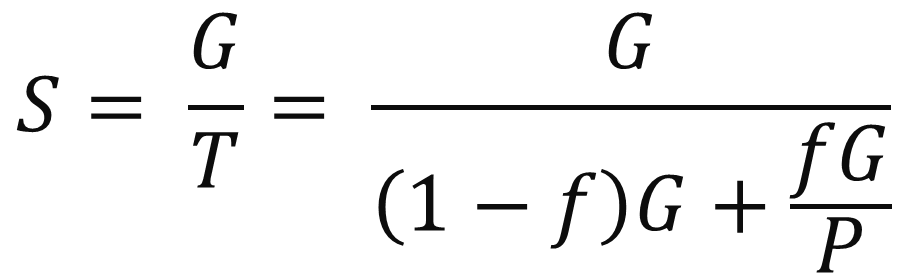 S = G/T = G/((1 − f)G + fG/P)